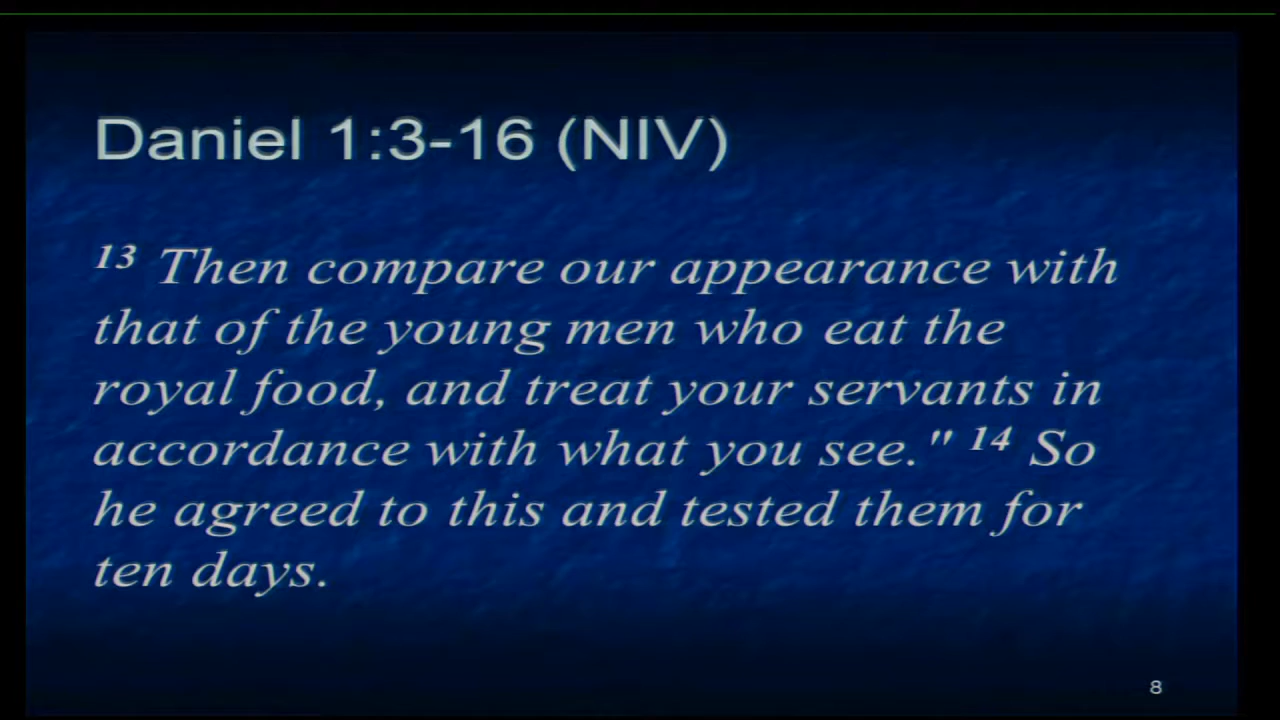 Daniel 1:3-16 (NIV)
13 Then compare our appearance with
that of the young men who eat the
royal food, and treat your servants in
accordance with what you see." 14 So
he agreed to this and tested them for
ten days.
8